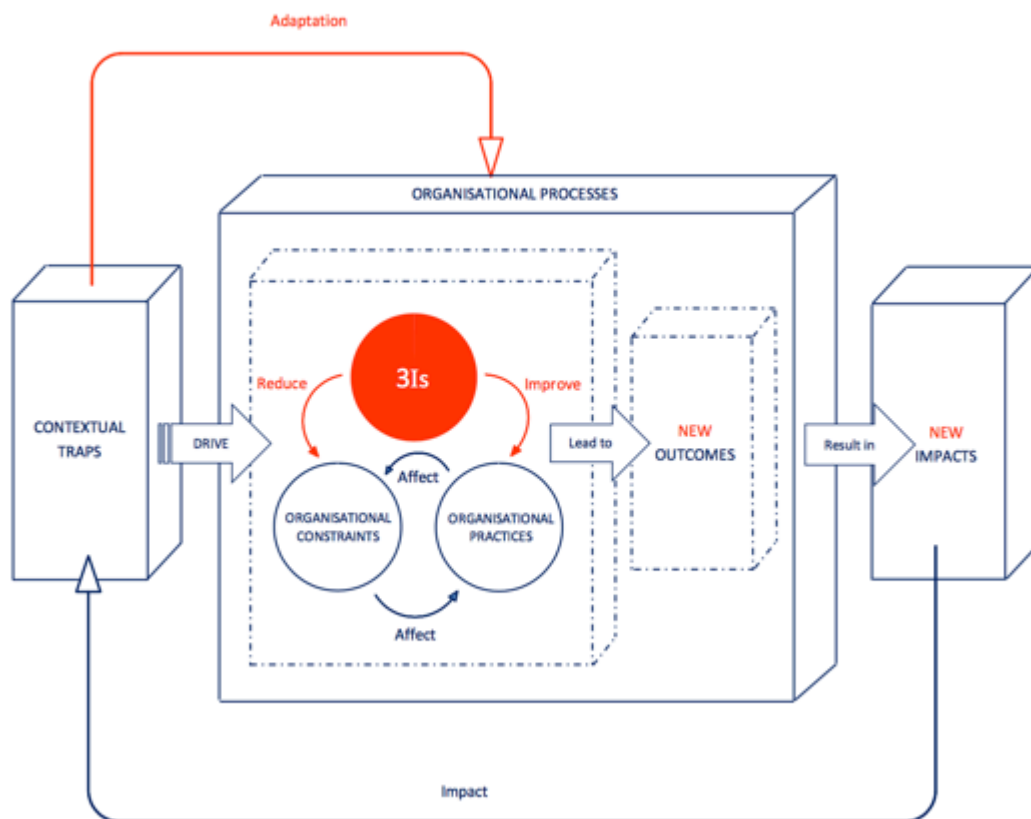 Adaptation
ORGANISATIONAL PROCESSES
3Is
Reduce
Improve
CONTEXTUAL
TRAPS
DRIVE
Affect
ORGANISATIONAL
CONSTRAINTS
ORGANISATIONAL
PRACTICES
Affect
Lead to
NEW
OUTCOMES
Result in
NEW
IMPACTS
Impact